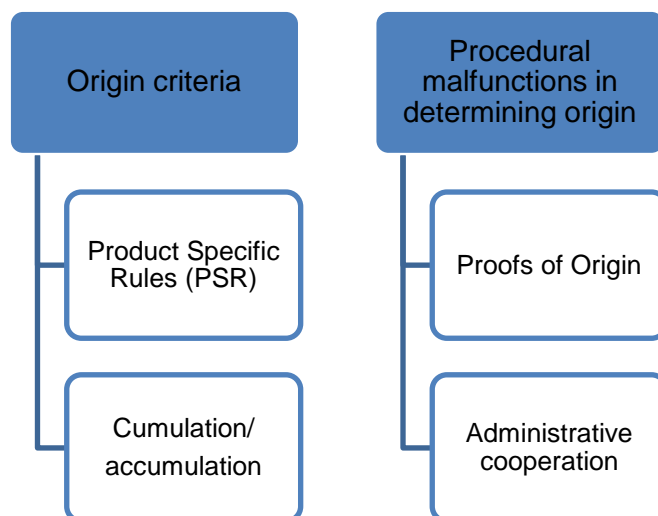 Origin criteria
Procedural
malfunctions in
determining origin
Product Specific
Rules (PSR)
Proofs of Origin
Cumulation/
accumulation
Administrative
cooperation